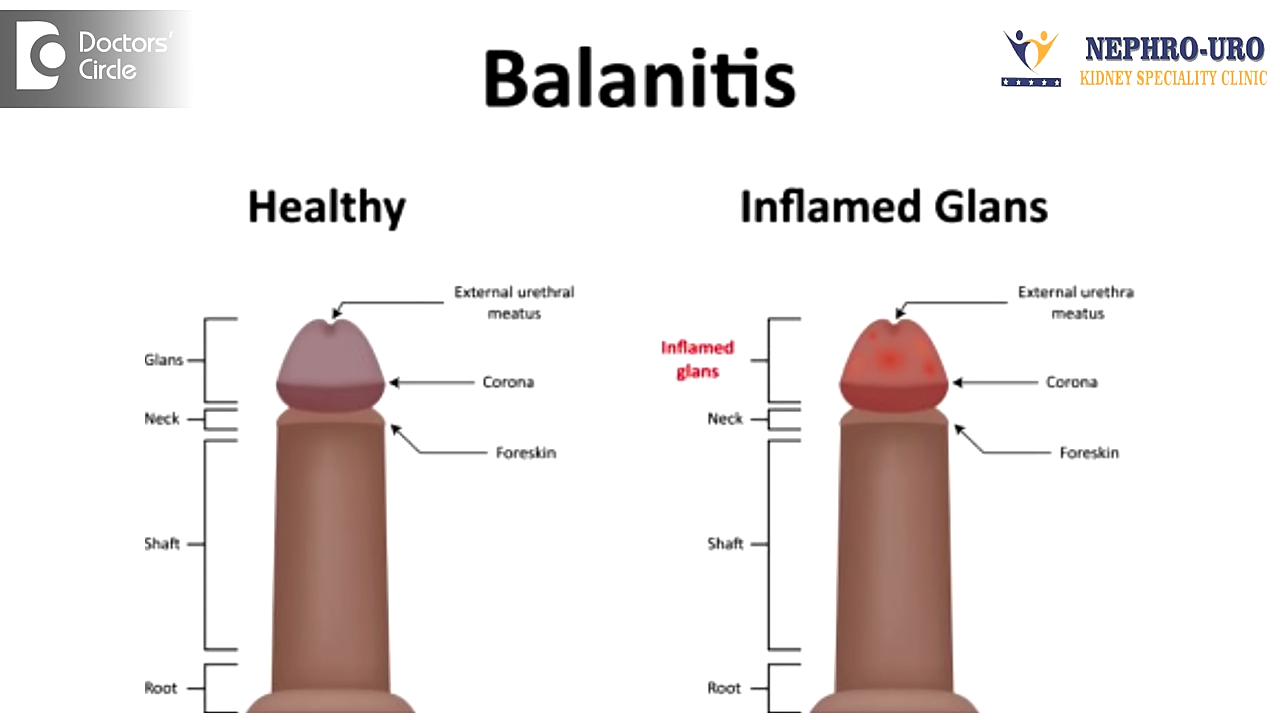 Doctors'
Circle
NEPHRO-URO
KIDNEY SPECIALITY CLINIC
Balanitis
Healthy
External urethral
meatus
Glans
Corona
Neck
Foreskin
Shaft
Root
Inflamed Glans
External urethra
meatus
Inflamed
glans
Corona
Neck
Foreskin
Shaft
Root